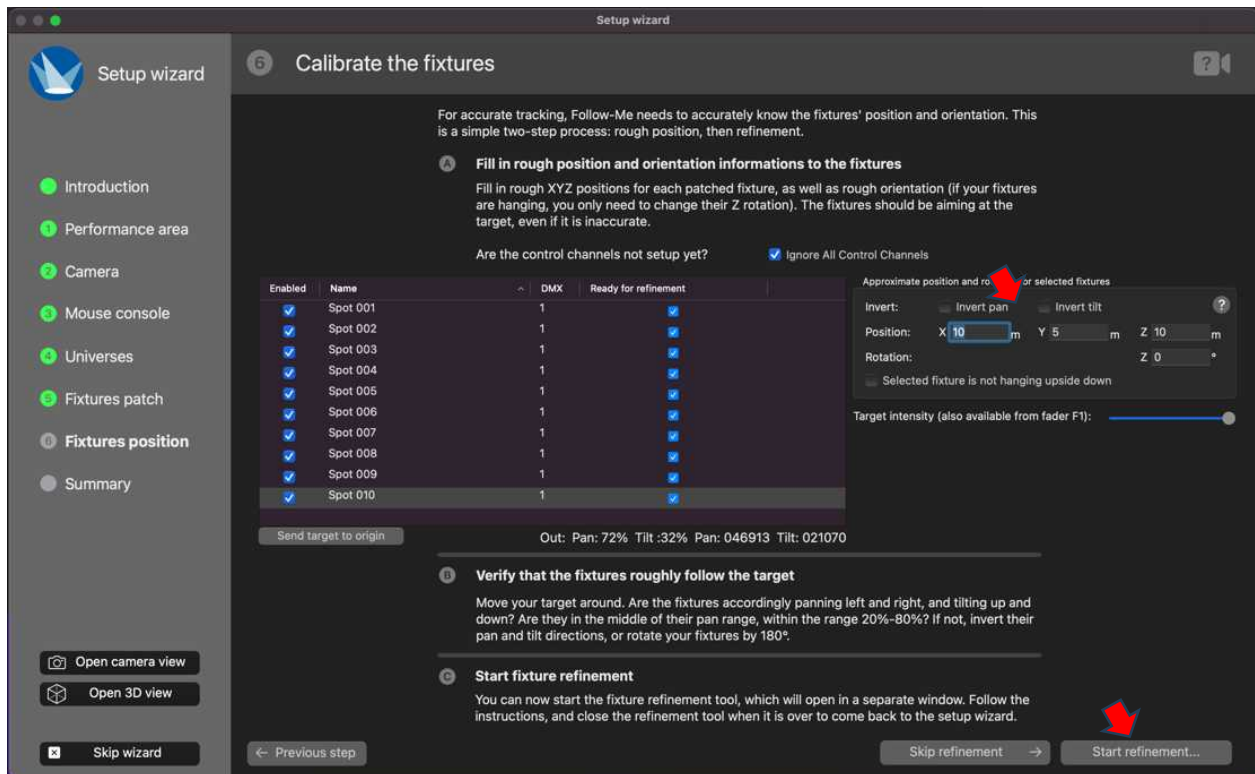 Setup wizard
Setup wizard
6 Calibrate the fixtures
?
Introduction
1 Performance area
2 Camera
3 Mouse console
4 Universes
5 Fixtures patch
6 Fixtures position
Summary
Open camera view
Open 3D view
Skip wizard
For accurate tracking, Follow-Me needs to accurately know the fixtures' position and orientation. This
is a simple two-step process: rough position, then refinement.
A Fill in rough position and orientation informations to the fixtures
Fill in rough XYZ positions for each patched fixture, as well as rough orientation (if your fixtures
are hanging, you only need to change their Z rotation). The fixtures should be aiming at the
target, even if it is inaccurate.
Are the control channels not setup yet? Ignore All Control Channels
Enabled Name DMX Ready for refinement
Spot 001 1
Spot 002 1
Spot 003 1
Spot 004 1
Spot 005 1
Spot 006 1
Spot 007 1
Spot 008 1
Spot 009 1
Spot 010 1
Approximate position and or selected fixtures
Invert: Invert pan Invert tilt ?
Position: X 10 m Y 5 m Z 10 m
Rotation: Z 0 °
Selected fixture is not hanging upside down
Target intensity (also available from fader F1):
Send target to origin
Out: Pan: 72% Tilt :32% Pan: 046913 Tilt: 021070
B Verify that the fixtures roughly follow the target
Move your target around. Are the fixtures accordingly panning left and right, and tilting up and
down? Are they in the middle of their pan range, within the range 20%-80%? If not, invert their
pan and tilt directions, or rotate your fixtures by 180°.
C Start fixture refinement
You can now start the fixture refinement tool, which will open in a separate window. Follow the
instructions, and close the refinement tool when it is over to come back to the setup wizard.
← Previous step
Skip refinement →
Start refinement...